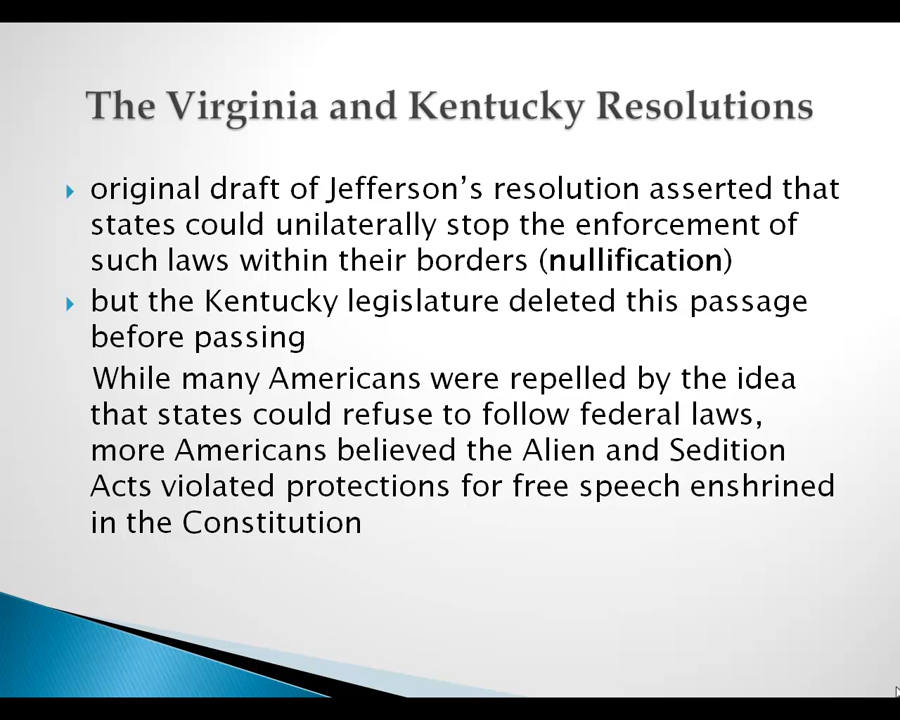 The Virginia and Kentucky Resolutions
original draft of Jefferson’s resolution asserted that
states could unilaterally stop the enforcement of
such laws within their borders (nullification)
but the Kentucky legislature deleted this passage
before passing
While many Americans were repelled by the idea
that states could refuse to follow federal laws,
more Americans believed the Alien and Sedition
Acts violated protections for free speech enshrined
in the Constitution